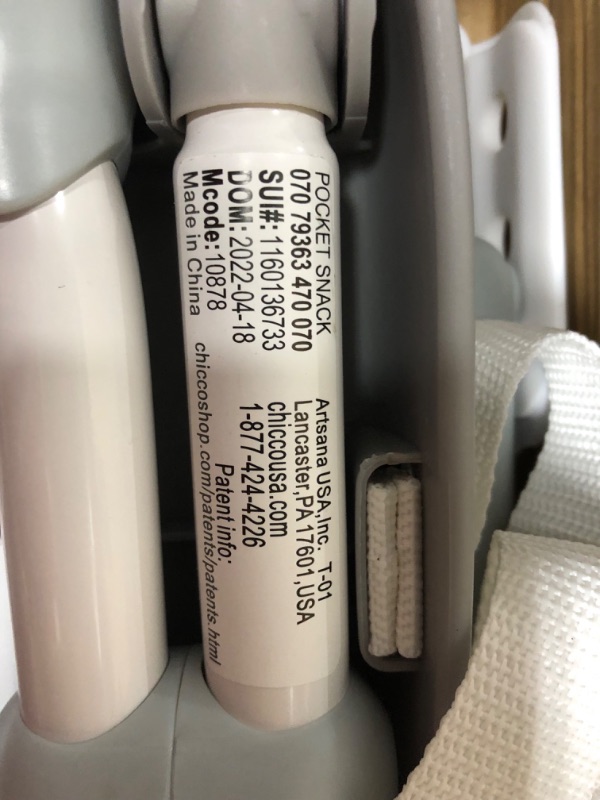 POCKET SNACK
070 79363 470 070
SUI#: 1160136733
DOM: 2022-04-18
Mcode: 10878
Made in China
Artsana USA,Inc. T-01
Lancaster,PA 17601,USA
chiccousa.com
1-877-424-4226
Patent info:
chiccoshop.com/patents/patents.html